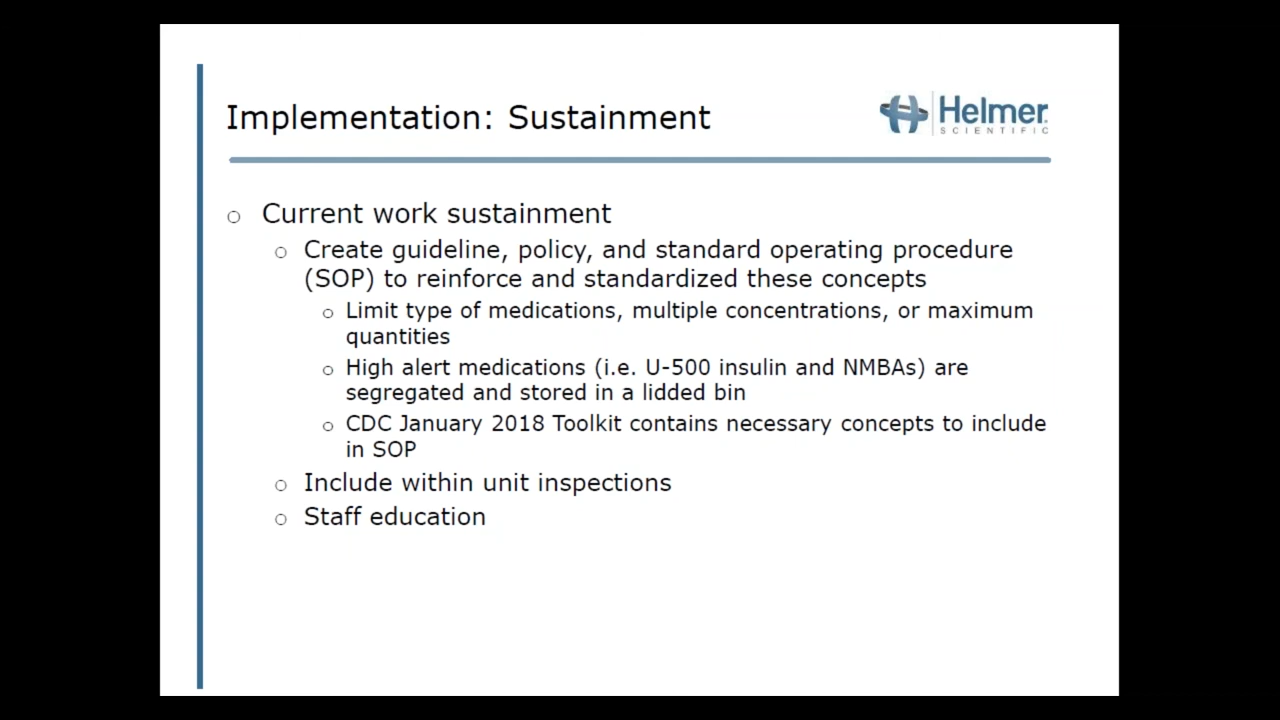 Implementation: Sustainment
Helmer
SCIENTIFIC
Current work sustainment
Create guideline, policy, and standard operating procedure
(SOP) to reinforce and standardized these concepts
Limit type of medications, multiple concentrations, or maximum
quantities
High alert medications (i.e. U-500 insulin and NMBAs) are
segregated and stored in a lidded bin
CDC January 2018 Toolkit contains necessary concepts to include
in SOP
Include within unit inspections
Staff education